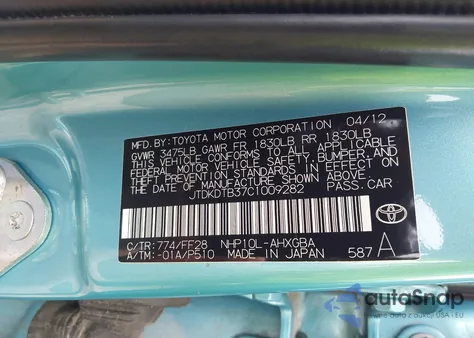 MFD. BY: TOYOTA MOTOR CORPORATION 04/12
GVWR 3475LB GAWR FR 1830LB RR 1830LB
THIS VEHICLE CONFORMS TO ALL APPLICABLE
FEDERAL MOTOR VEHICLE SAFETY, BUMPER, AND
THEFT PREVENTION STANDARDS IN EFFECT ON
THE DATE OF MANUFACTURE SHOWN ABOVE.
JTDKDTB37C1009282 PASS. CAR
C/TR: 774/FF28 NHP10L-AHXGBA
A/TM: -01A/P510 MADE IN JAPAN 587 A
TOYOTA
autoSnap